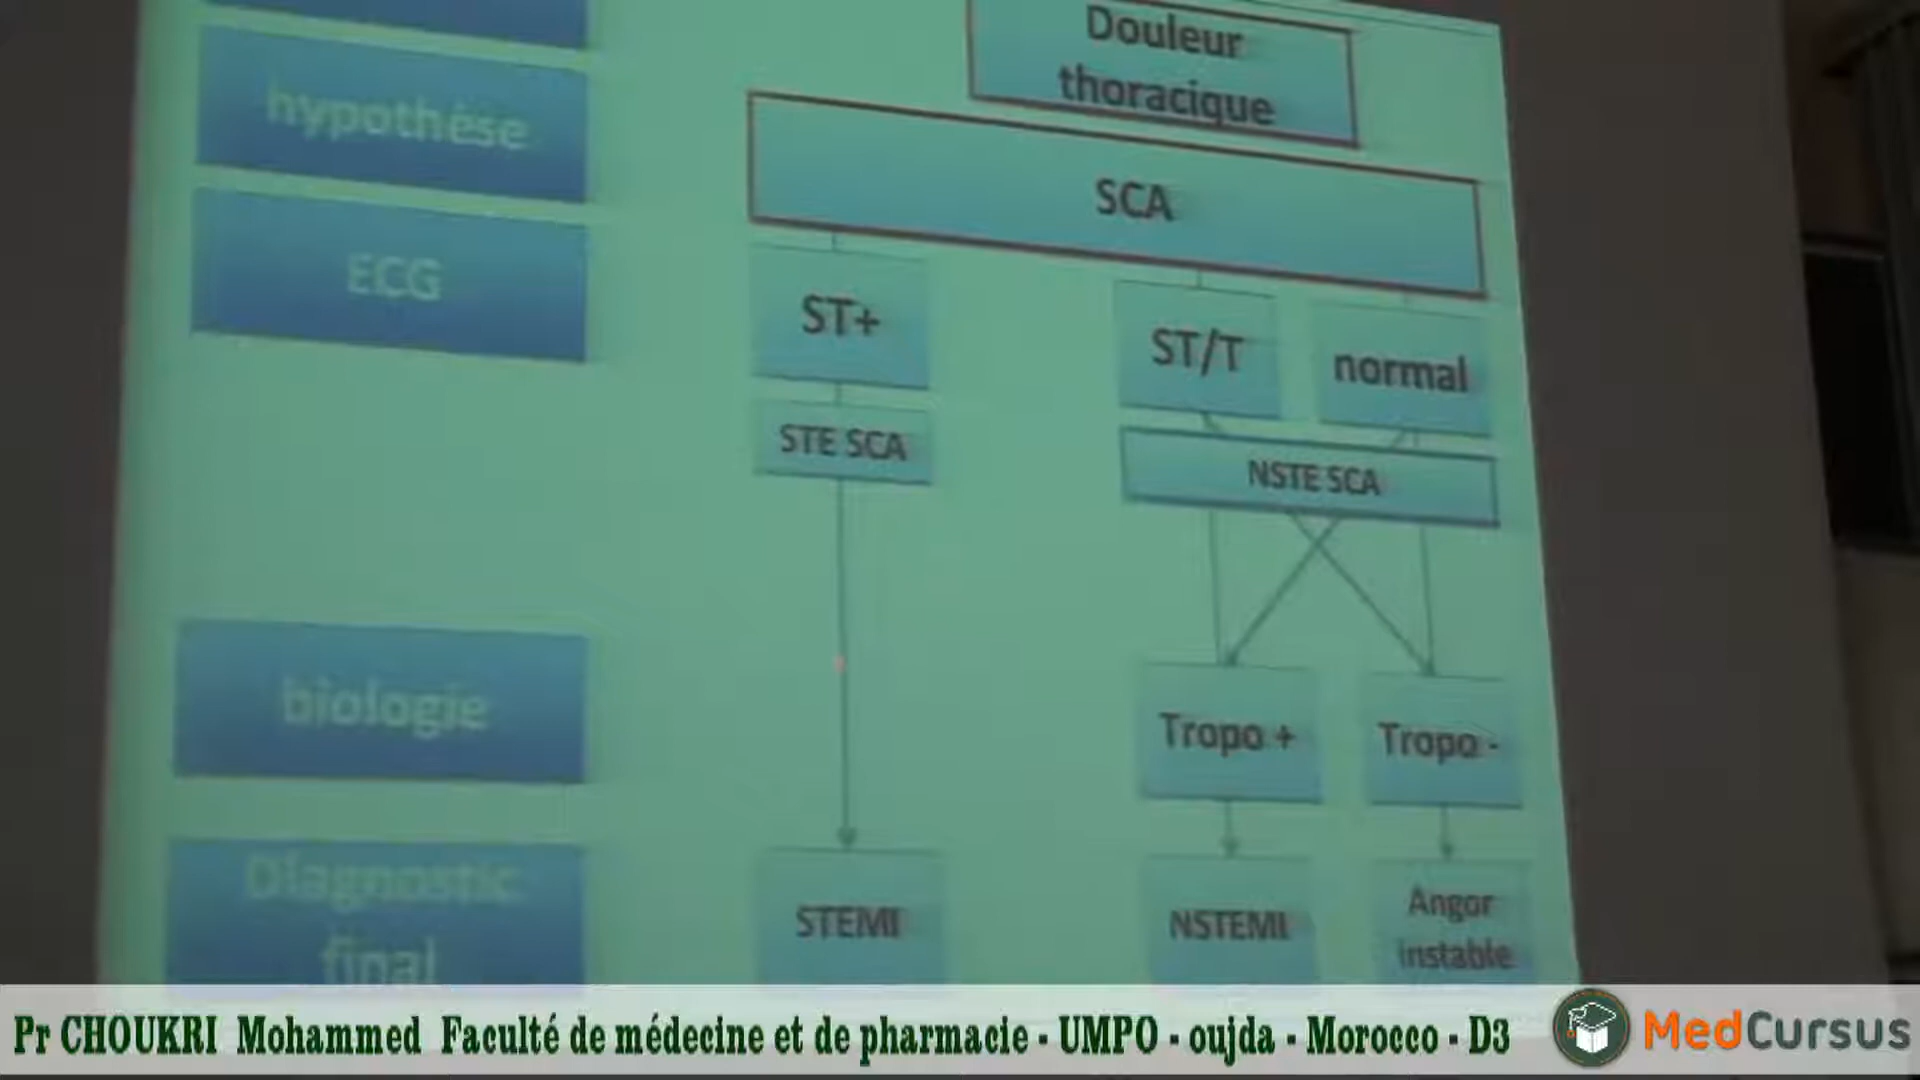 Douleur
thoracique
hypothèse
SCA
ECG
ST+
ST/T
normal
STE SCA
NSTE SCA
biologie
Tropo +
Tropo -
Diagnostic
final
STEMI
NSTEMI
Angor
instable
Pr CHOUKRI Mohammed Faculté de médecine et de pharmacie - UMPO - oujda - Morocco - D3
MedCursus